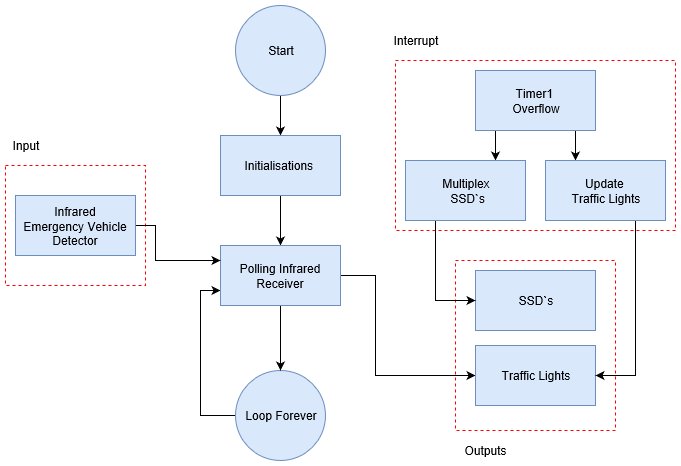 Start
Interrupt
Timer1
Overflow
Input
Initialisations
Multiplex
SSD`s
Update
Traffic Lights
Infrared
Emergency Vehicle
Detector
Polling Infrared
Receiver
SSD`s
Traffic Lights
Loop Forever
Outputs